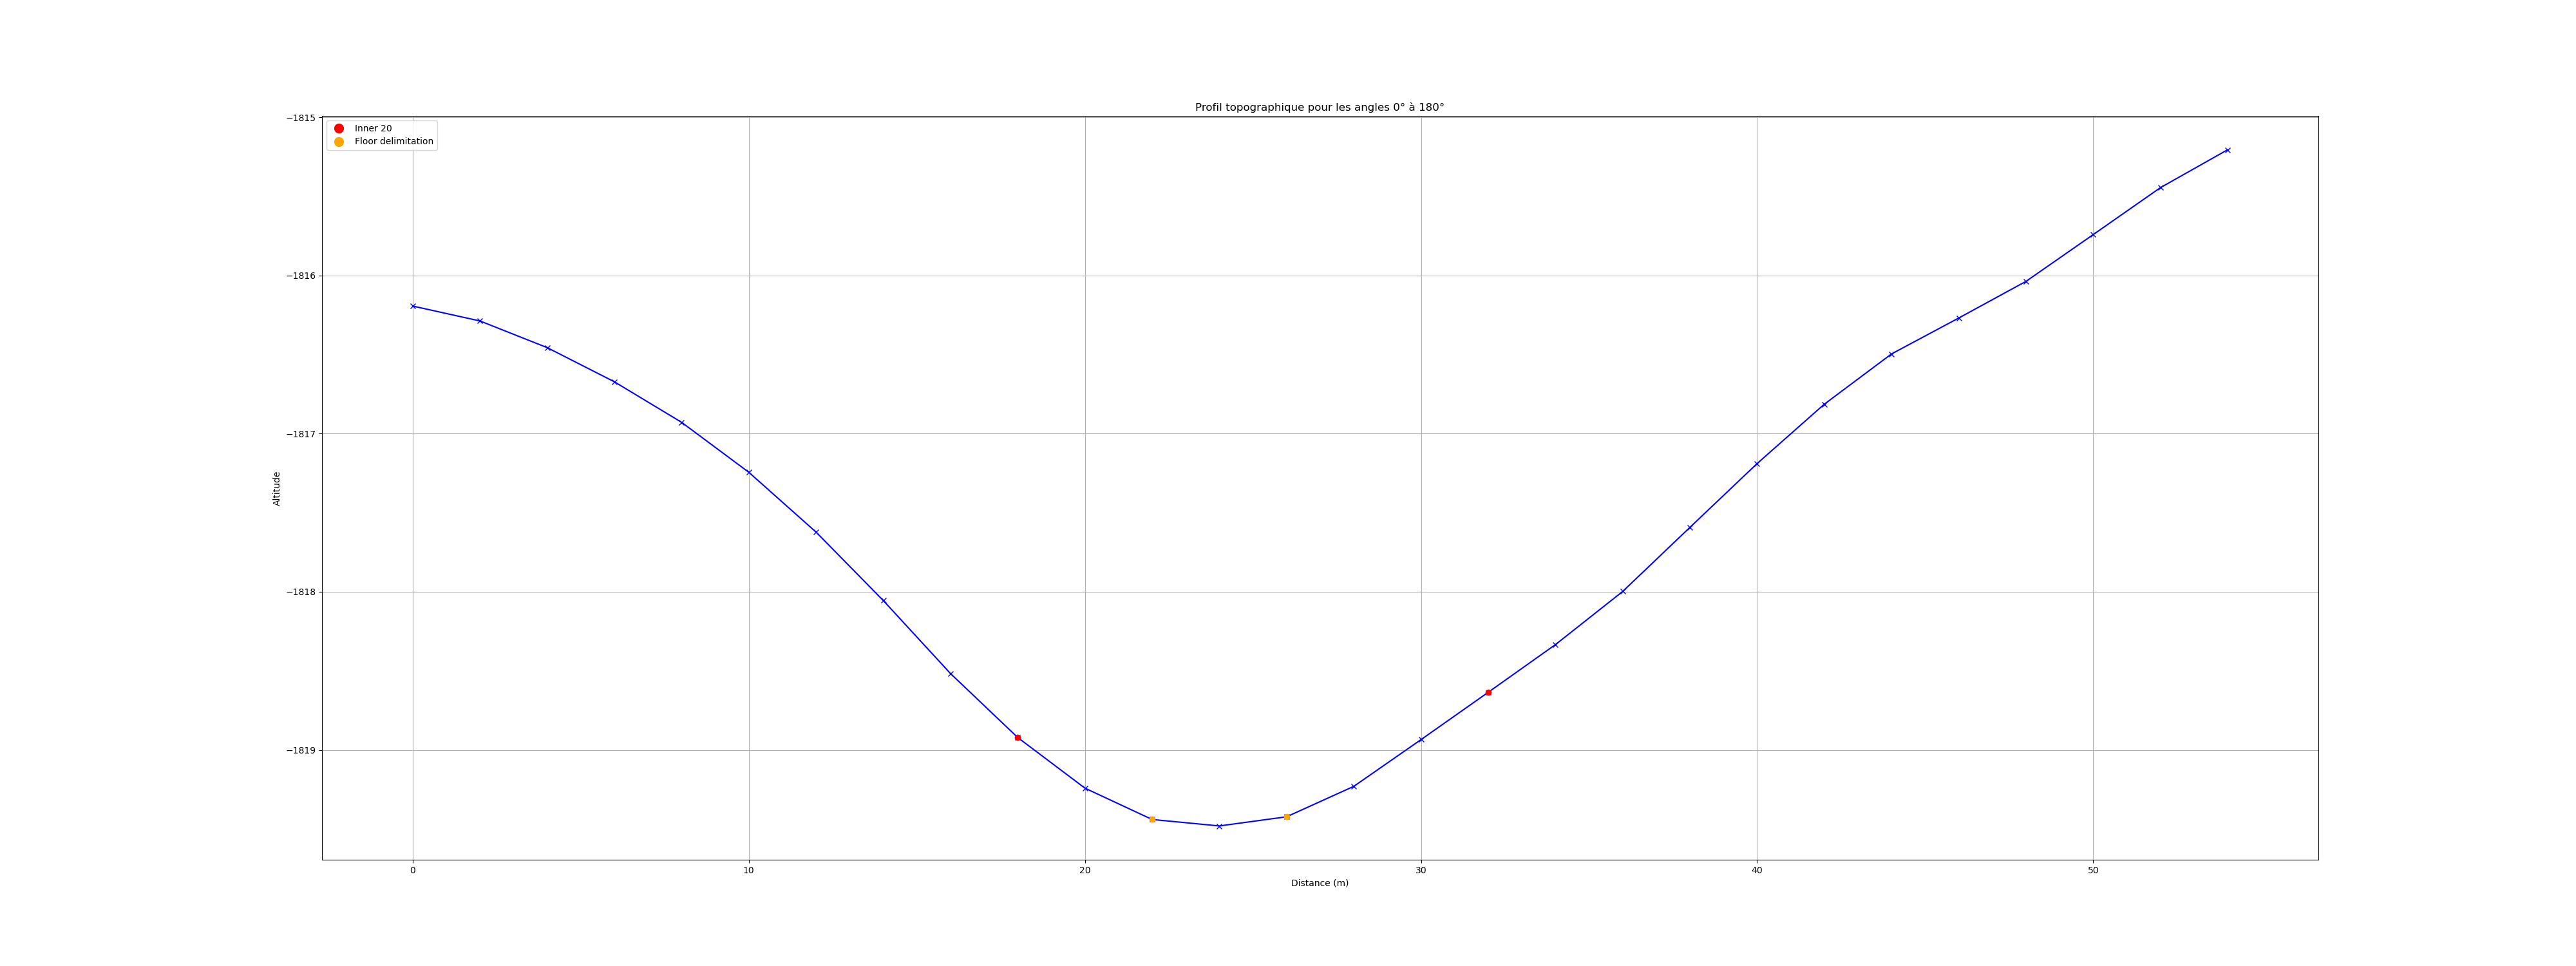 Profil topographique pour les angles 0° à 180°
Inner 20
Floor delimitation
−1815
−1816
−1817
−1818
−1819
Altitude
0 10 20 30 40 50
Distance (m)